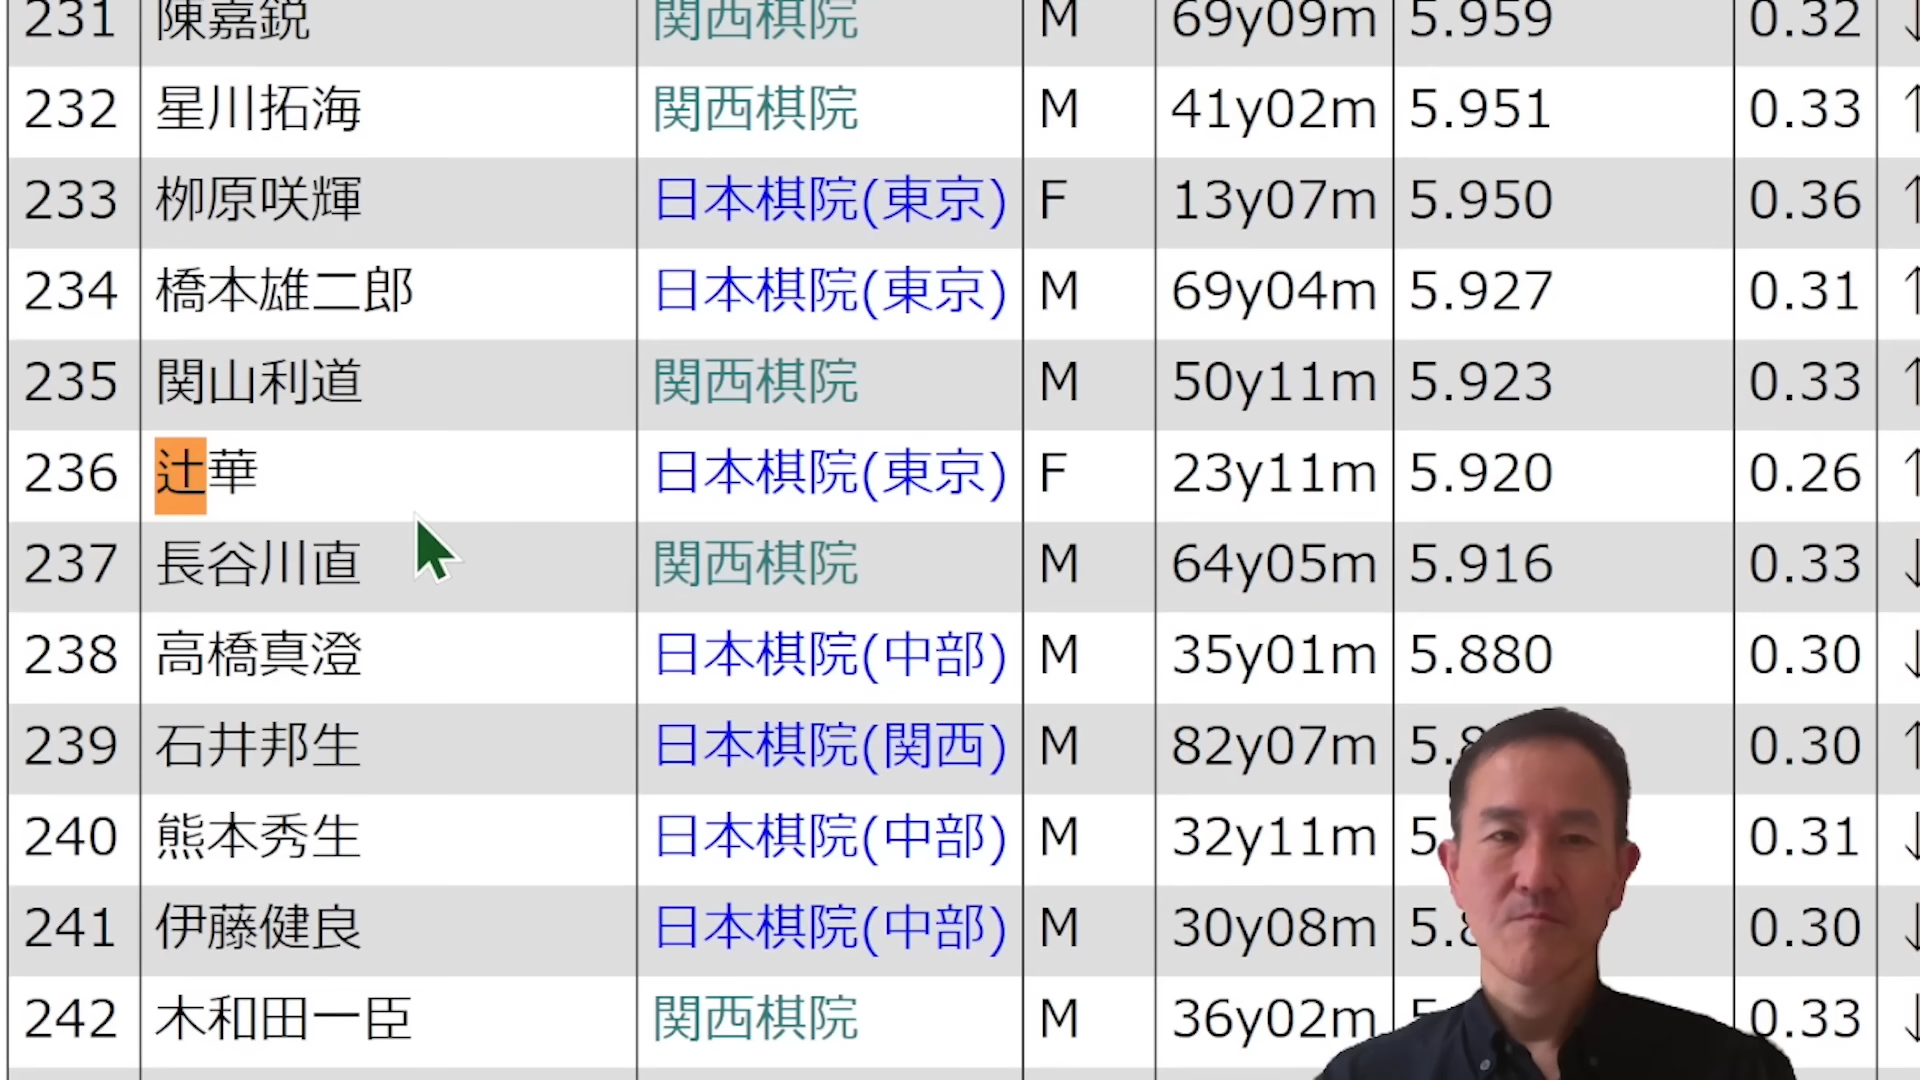 231 陳嘉鋭 関西棋院 M 69y09m 5.959 0.32 ↓
232 星川拓海 関西棋院 M 41y02m 5.951 0.33 ↑
233 栁原咲輝 日本棋院(東京) F 13y07m 5.950 0.36 ↑
234 橋本雄二郎 日本棋院(東京) M 69y04m 5.927 0.31 ↑
235 関山利道 関西棋院 M 50y11m 5.923 0.33 ↑
236 辻華 日本棋院(東京) F 23y11m 5.920 0.26 ↑
237 長谷川直 関西棋院 M 64y05m 5.916 0.33 ↓
238 高橋真澄 日本棋院(中部) M 35y01m 5.880 0.30 ↓
239 石井邦生 日本棋院(関西) M 82y07m 5.8 0.30 ↑
240 熊本秀生 日本棋院(中部) M 32y11m 5. 0.31 ↓
241 伊藤健良 日本棋院(中部) M 30y08m 5.8 0.30 ↓
242 木和田一臣 関西棋院 M 36y02m 0.33 ↓